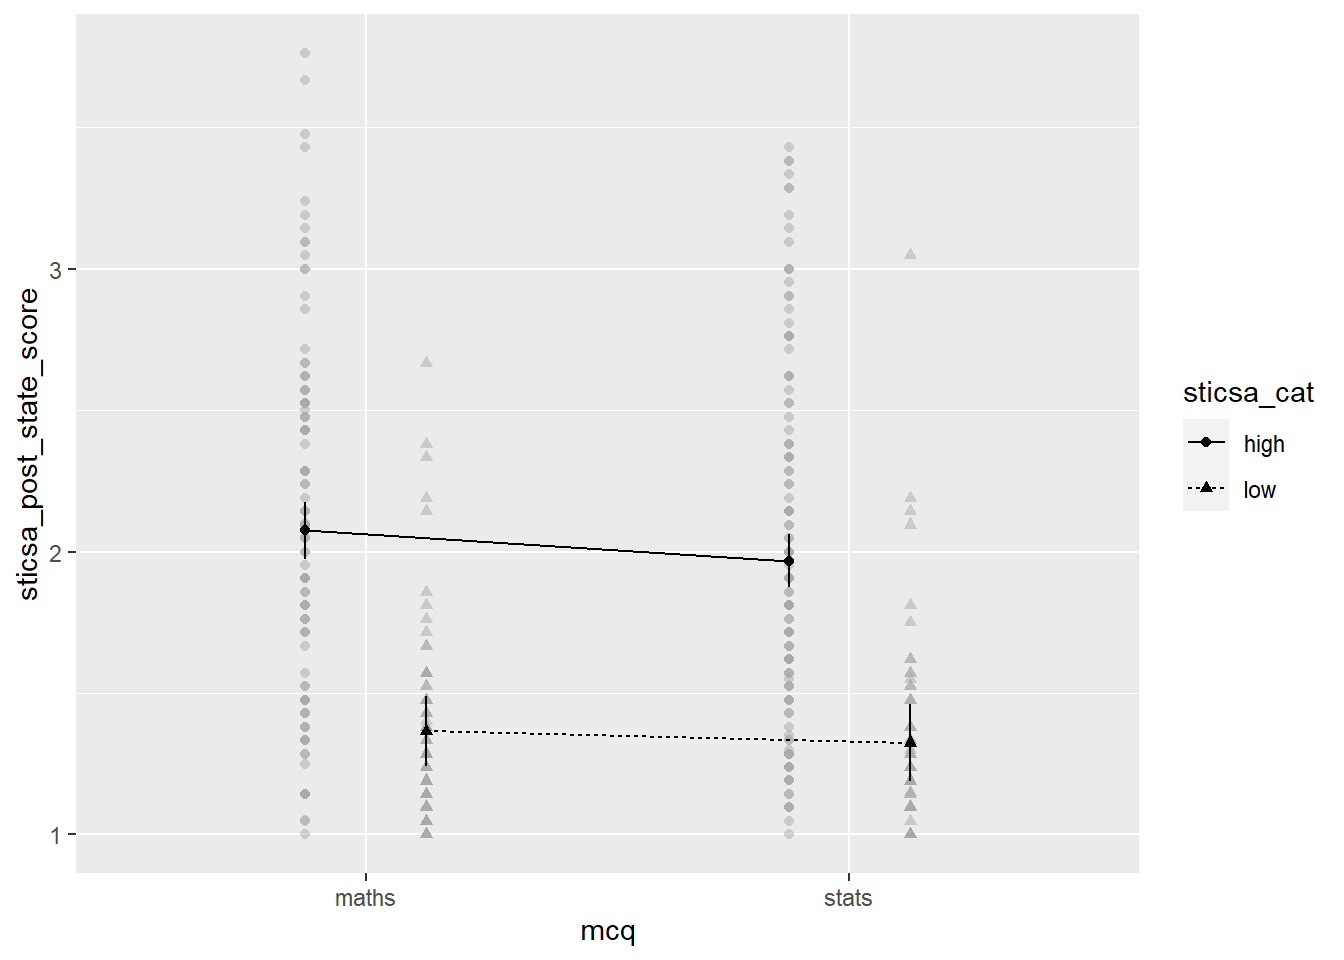 sticsa_post_state_score
3
2
1
maths
stats
mcq
sticsa_cat
high
low